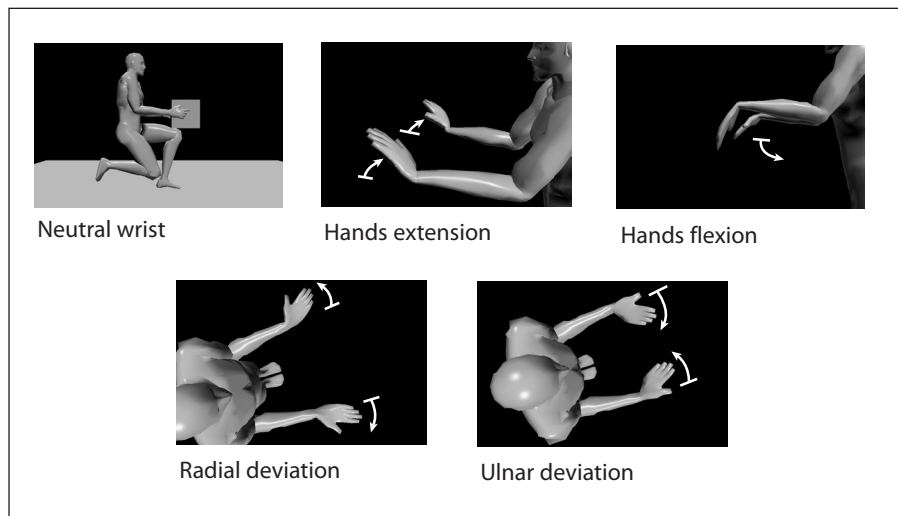 Neutral wrist
Hands extension
Hands flexion
Radial deviation
Ulnar deviation